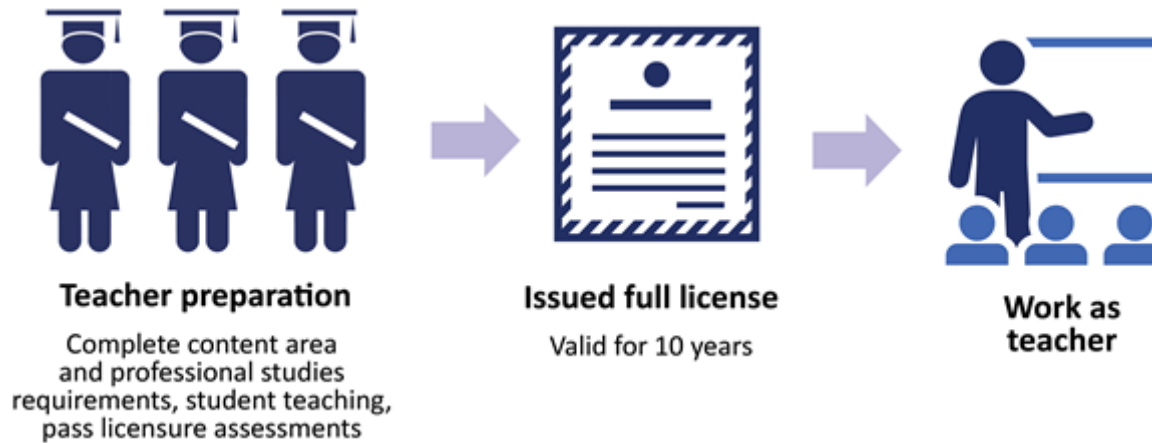 Teacher preparation
Complete content area
and professional studies
requirements, student teaching,
pass licensure assessments
Issued full license
Valid for 10 years
Work as
teacher